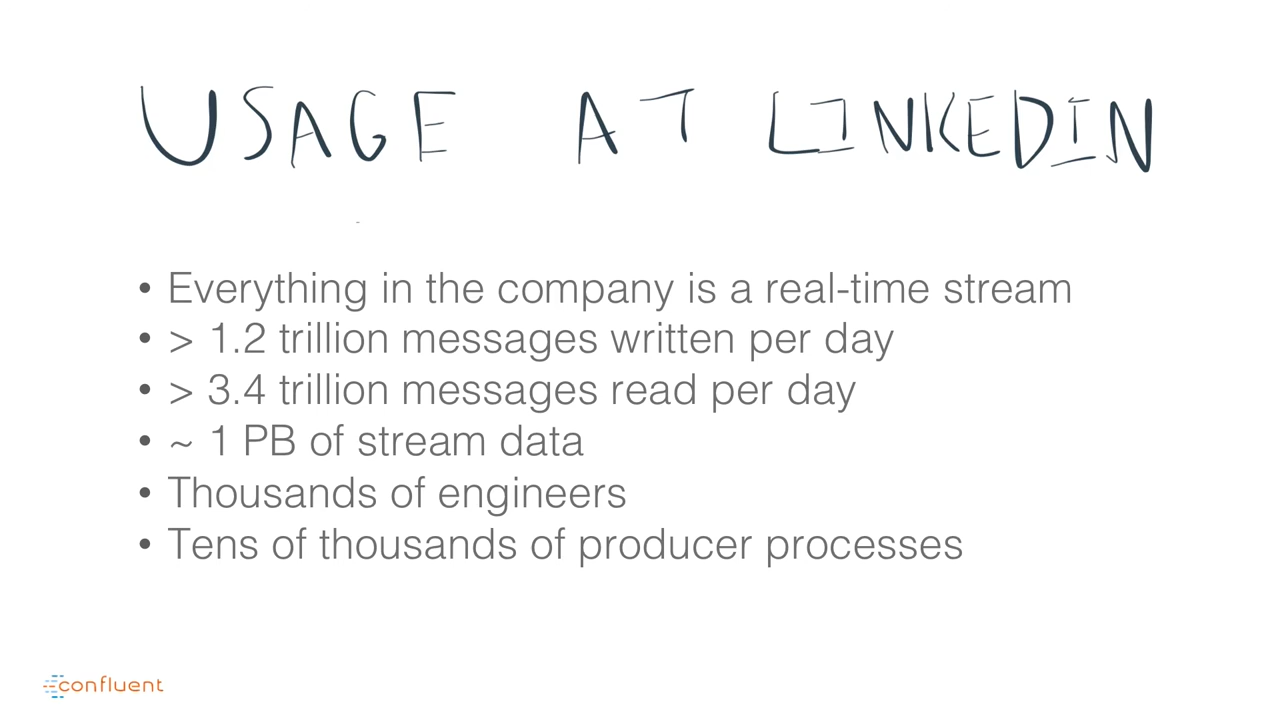 USAGE AT LINKEDIN
• Everything in the company is a real-time stream
• > 1.2 trillion messages written per day
• > 3.4 trillion messages read per day
• ~ 1 PB of stream data
• Thousands of engineers
• Tens of thousands of producer processes
confluent